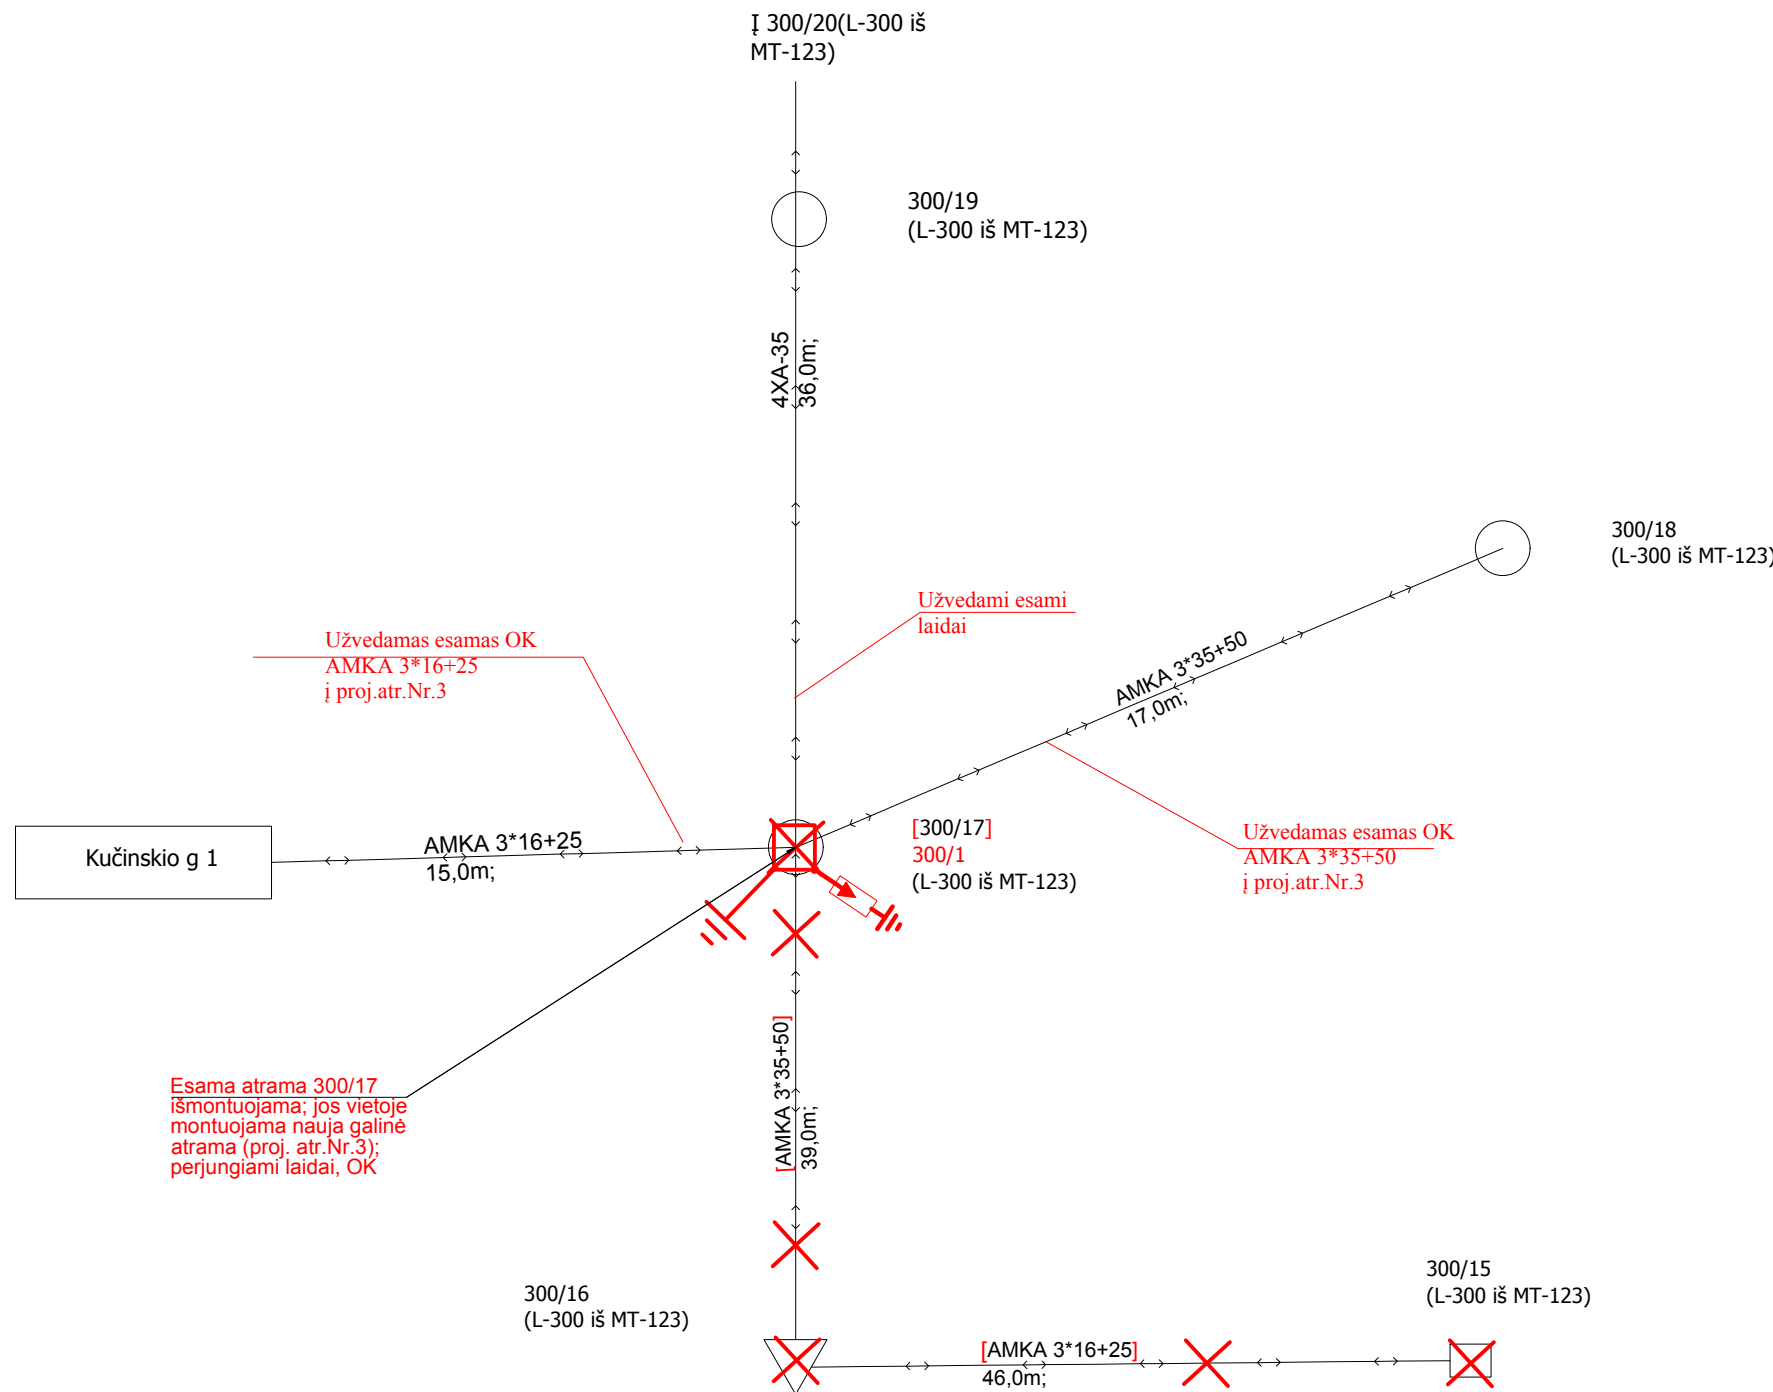 Į 300/20(L-300 iš
MT-123)
300/19
(L-300 iš MT-123)
4XA-35
36,0m;
300/18
(L-300 iš MT-123)
Užvedami esami
laidai
Užvedamas esamas OK
AMKA 3*16+25
į proj.atr.Nr.3
AMKA 3*35+50
17,0m;
Kučinskio g 1
AMKA 3*16+25
15,0m;
[300/17]
300/1
(L-300 iš MT-123)
Užvedamas esamas OK
AMKA 3*35+50
į proj.atr.Nr.3
[AMKA 3*35+50]
39,0m;
Esama atrama 300/17
išmontuojama; jos vietoje
montuojama nauja galinė
atrama (proj. atr.Nr.3);
perjungiami laidai, OK
300/16
(L-300 iš MT-123)
300/15
(L-300 iš MT-123)
[AMKA 3*16+25]
46,0m;